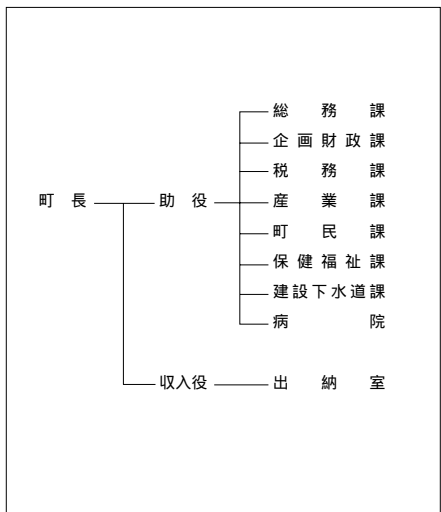 総務課
企画財政課
税務課
町長 助役 産業課
町民課
保健福祉課
建設下水道課
病院
収入役 出納室